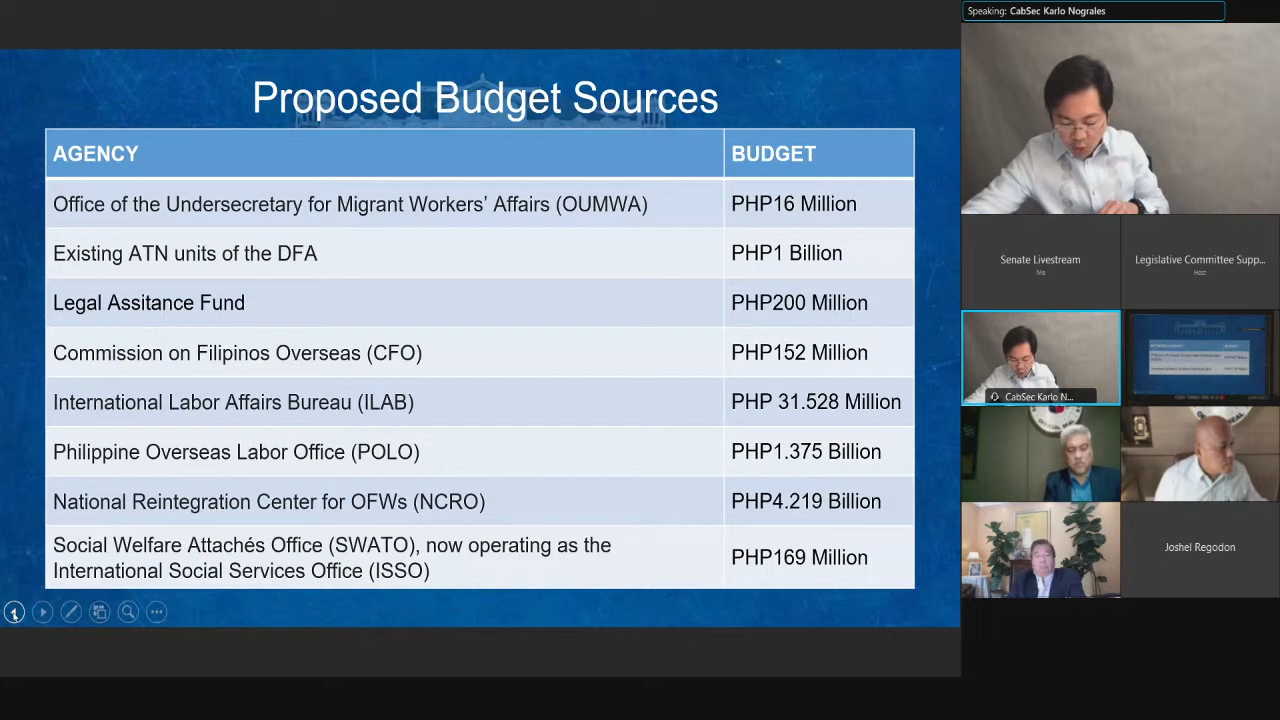 Speaking: CabSec Karlo Nograles
Proposed Budget Sources
AGENCY BUDGET
Office of the Undersecretary for Migrant Workers’ Affairs (OUMWA) PHP16 Million
Existing ATN units of the DFA PHP1 Billion
Legal Assitance Fund PHP200 Million
Commission on Filipinos Overseas (CFO) PHP152 Million
International Labor Affairs Bureau (ILAB) PHP 31.528 Million
Philippine Overseas Labor Office (POLO) PHP1.375 Billion
National Reintegration Center for OFWs (NCRO) PHP4.219 Billion
Social Welfare Attachés Office (SWATO), now operating as the
International Social Services Office (ISSO) PHP169 Million
Senate Livestream
Me
Legislative Committee Supp...
Host
CabSec Karlo N...
Joshel Regodon